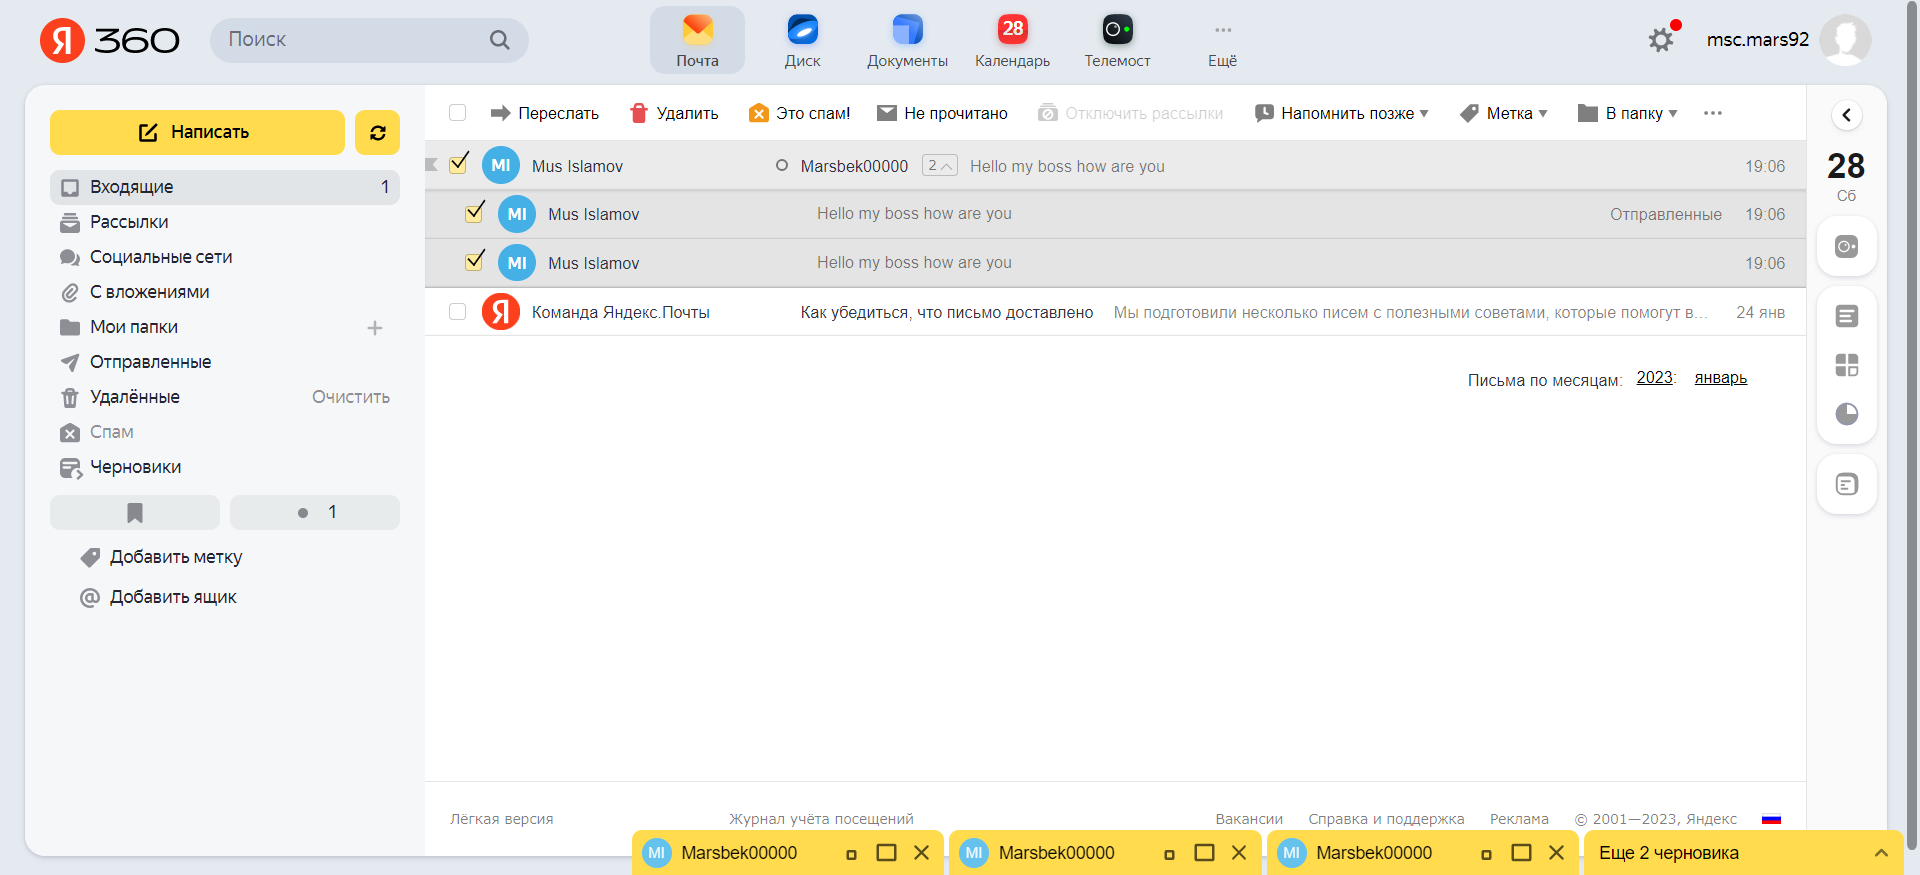 Я 360
Поиск
Почта
Диск
Документы
28
Календарь
Телемост
Ещё
msc.mars92
Написать
Входящие 1
Рассылки
Социальные сети
С вложениями
Мои папки
Отправленные
Удалённые Очистить
Спам
Черновики
1
Добавить метку
Добавить ящик
Переслать Удалить Это спам! Не прочитано Отключить рассылки Напомнить позже Метка В папку
MI Mus Islamov Marsbek00000 2 Hello my boss how are you 19:06
MI Mus Islamov Hello my boss how are you Отправленные 19:06
MI Mus Islamov Hello my boss how are you 19:06
Я Команда Яндекс.Почты Как убедиться, что письмо доставлено Мы подготовили несколько писем с полезными советами, которые помогут в... 24 янв
Письма по месяцам: 2023: январь
28
Сб
Лёгкая версия Журнал учёта посещений Вакансии Справка и поддержка Реклама © 2001—2023, Яндекс
MI Marsbek00000
MI Marsbek00000
MI Marsbek00000
Еще 2 черновика